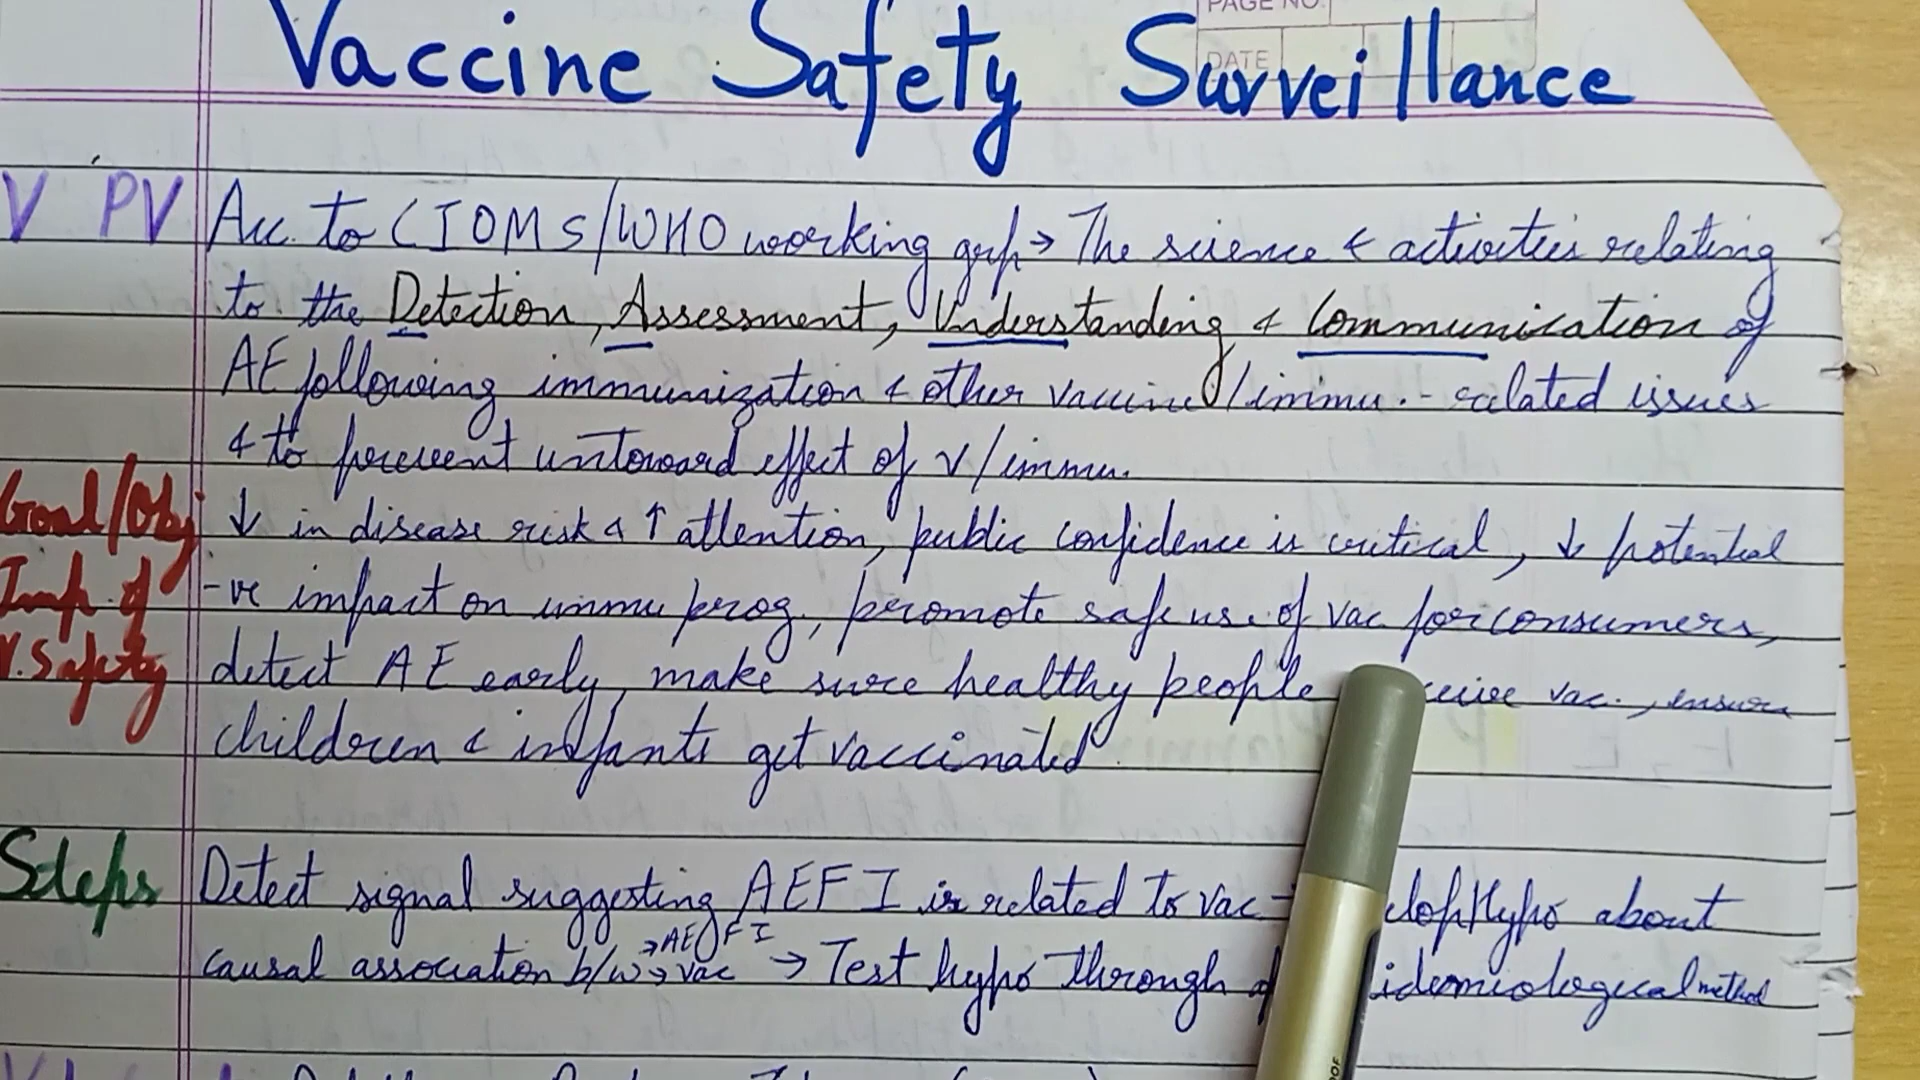 PAGE NO.
DATE
Vaccine Safety Surveillance
V PV Acc. to CIOMS/WHO working grp → The science & activities relating
to the Detection, Assessment, Understanding & Communication of
AE following immunization & other vaccine/immu.- related issues
& to prevent untoward effect of v/immu.
Goal/Obj ↓ in disease risk & ↑ attention, public confidence is critical, ↓ potential
Imp. of -ve impact on immu prog., promote safe use of vac for consumers,
V. Safety detect AE early, make sure healthy people vac., ensure
children & infants get vaccinated
Steps Detect signal suggesting AEFI is related to vac → Hypo about
causal association b/w → AEFI → vac → Test hypo through method